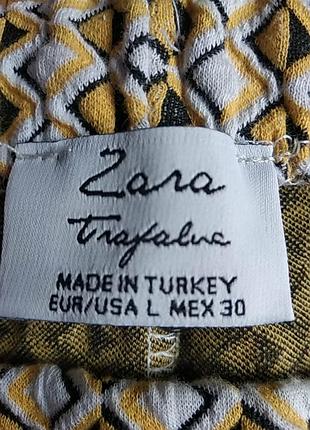 Zara
Trafaluc
MADE IN TURKEY
EUR/USA L MEX 30